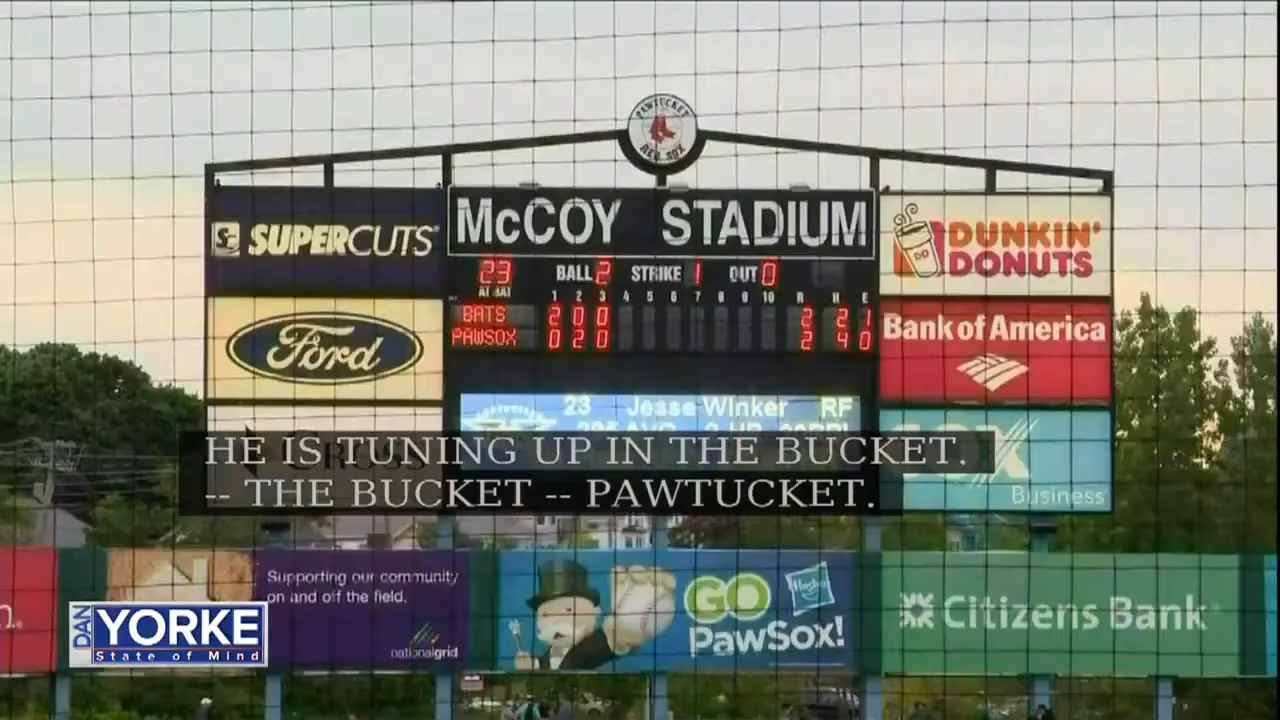 PAWTUCKET
RED SOX
SC SUPERCUTS
McCOY STADIUM
DUNKIN'
DONUTS
DD
23 BALL 2 STRIKE 1 OUT 0
AT BAT
1 2 3 4 5 6 7 8 9 10 R H E
BATS 2 0 0 2 2 1
PAWSOX 0 2 0 2 4 0
Ford
Bank of America
23 Jesse Winker RF
CROSS
COX
Business
HE IS TUNING UP IN THE BUCKET.
-- THE BUCKET -- PAWTUCKET.
Supporting our community
on and off the field.
nationalgrid
GO
PawSox!
Hasbro
Citizens Bank
DAN
YORKE
State of Mind